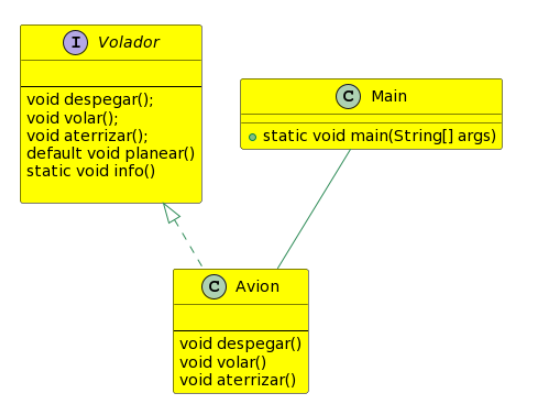 I Volador
void despegar();
void volar();
void aterrizar();
default void planear()
static void info()
C Main
static void main(String[] args)
C Avion
void despegar()
void volar()
void aterrizar()